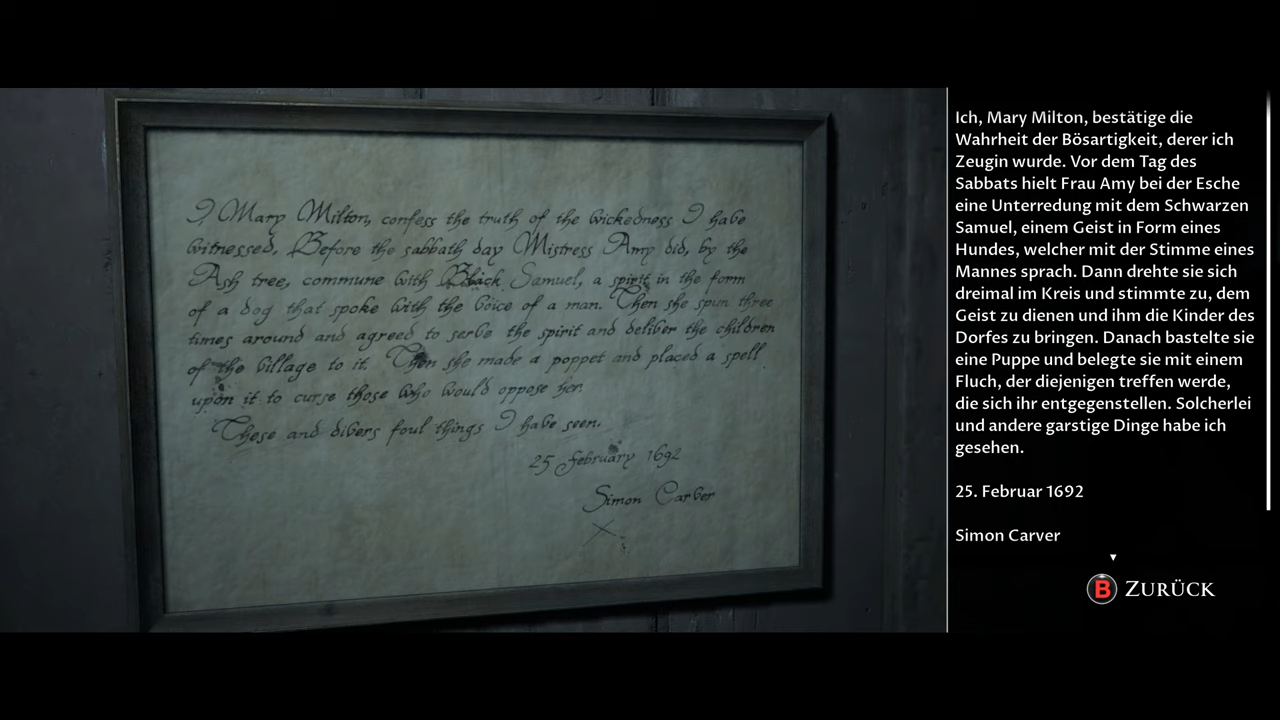 I, Mary Milton, confess the truth of the wickedness I have
witnessed. Before the sabbath day Mistress Amy did, by the
Ash tree, commune with Black Samuel, a spirit in the form
of a dog that spoke with the voice of a man. Then she spun three
times around and agreed to serve the spirit and deliver the children
of the village to it. Then she made a poppet and placed a spell
upon it to curse those who would oppose her.
These and divers foul things I have seen.
25 February 1692
Simon Carver
X
Ich, Mary Milton, bestätige die
Wahrheit der Bösartigkeit, derer ich
Zeugin wurde. Vor dem Tag des
Sabbats hielt Frau Amy bei der Esche
eine Unterredung mit dem Schwarzen
Samuel, einem Geist in Form eines
Hundes, welcher mit der Stimme eines
Mannes sprach. Dann drehte sie sich
dreimal im Kreis und stimmte zu, dem
Geist zu dienen und ihm die Kinder des
Dorfes zu bringen. Danach bastelte sie
eine Puppe und belegte sie mit einem
Fluch, der diejenigen treffen werde,
die sich ihr entgegenstellen. Solcherlei
und andere garstige Dinge habe ich
gesehen.
25. Februar 1692
Simon Carver
B ZURÜCK